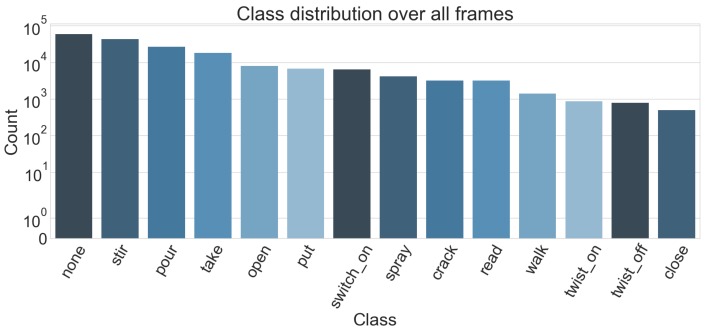 Class distribution over all frames
Count
10^5
10^4
10^3
10^2
10^1
10^0
0
none stir pour take open put switch_on spray crack read walk twist_on twist_off close
Class